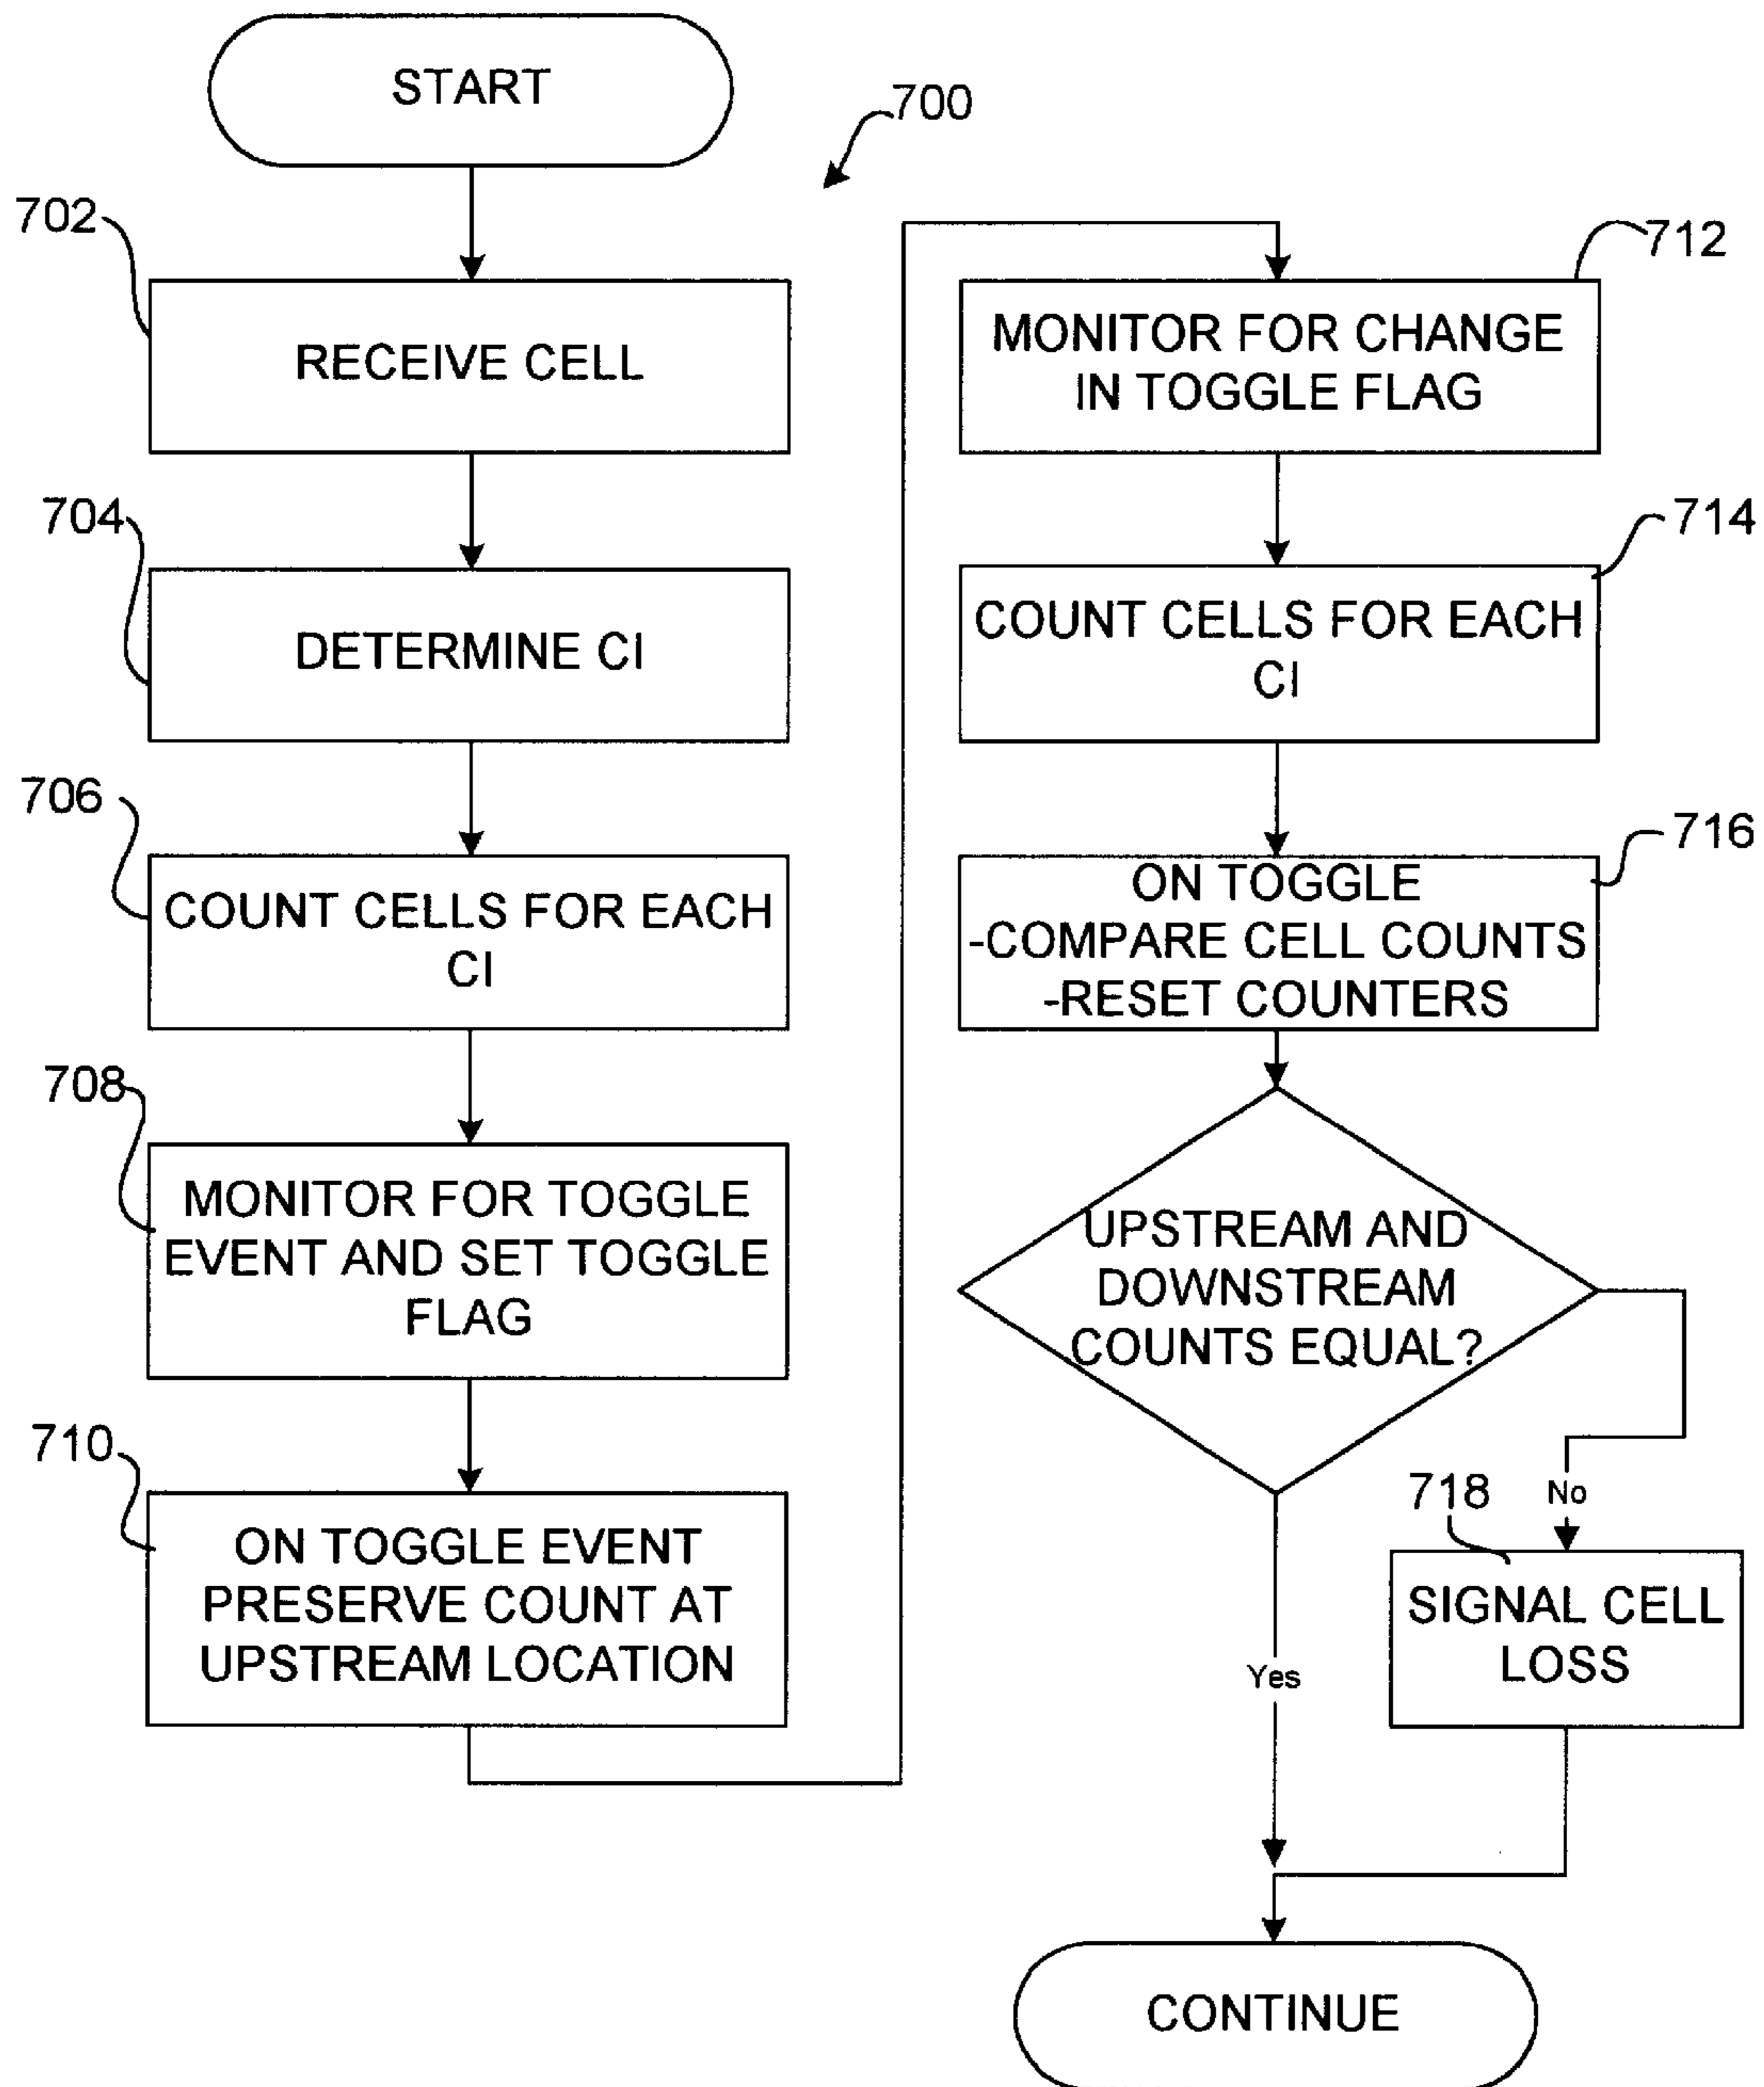 START
700
702
RECEIVE CELL
704
DETERMINE CI
706
COUNT CELLS FOR EACH
CI
708
MONITOR FOR TOGGLE
EVENT AND SET TOGGLE
FLAG
710
ON TOGGLE EVENT
PRESERVE COUNT AT
UPSTREAM LOCATION
712
MONITOR FOR CHANGE
IN TOGGLE FLAG
714
COUNT CELLS FOR EACH
CI
716
ON TOGGLE
-COMPARE CELL COUNTS
-RESET COUNTERS
UPSTREAM AND
DOWNSTREAM
COUNTS EQUAL?
No
718
SIGNAL CELL
LOSS
Yes
CONTINUE